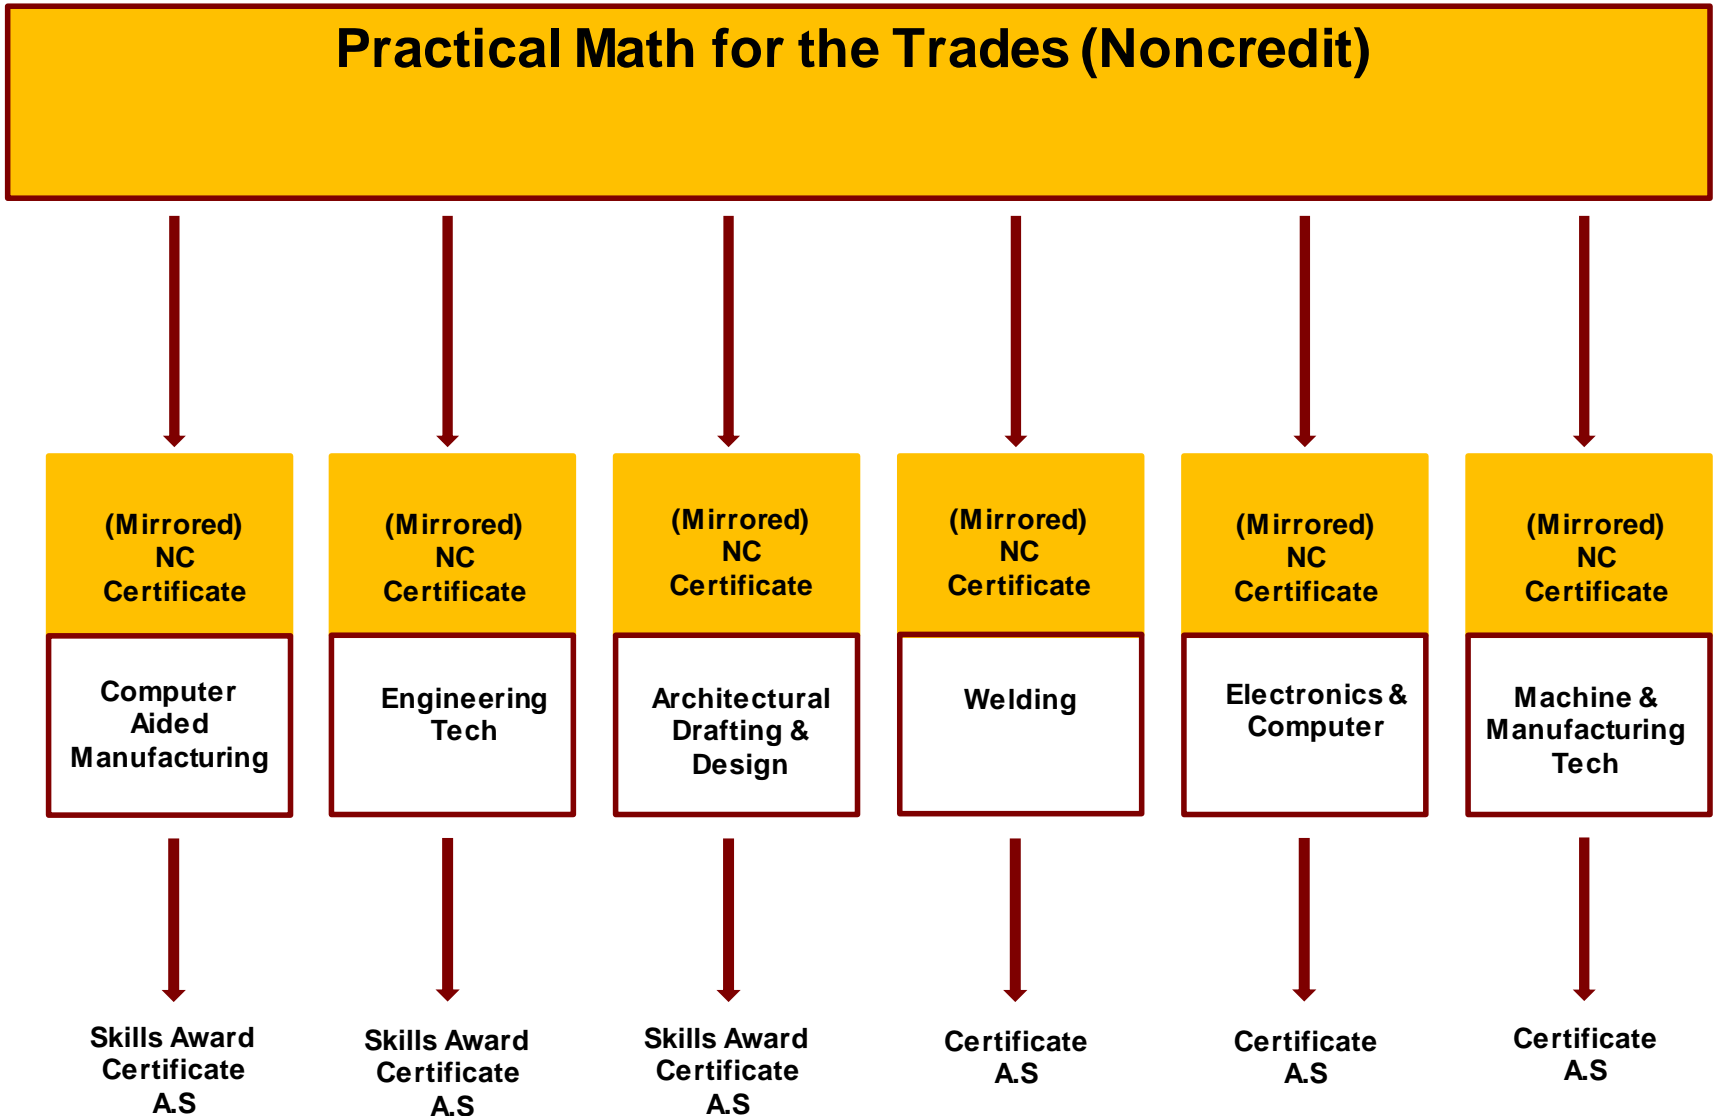 Practical Math for the Trades (Noncredit)
(Mirrored)
NC
Certificate
Computer
Aided
Manufacturing
Skills Award
Certificate
A.S
(Mirrored)
NC
Certificate
Engineering
Tech
Skills Award
Certificate
A.S
(Mirrored)
NC
Certificate
Architectural
Drafting &
Design
Skills Award
Certificate
A.S
(Mirrored)
NC
Certificate
Welding
Certificate
A.S
(Mirrored)
NC
Certificate
Electronics &
Computer
Certificate
A.S
(Mirrored)
NC
Certificate
Machine &
Manufacturing
Tech
Certificate
A.S